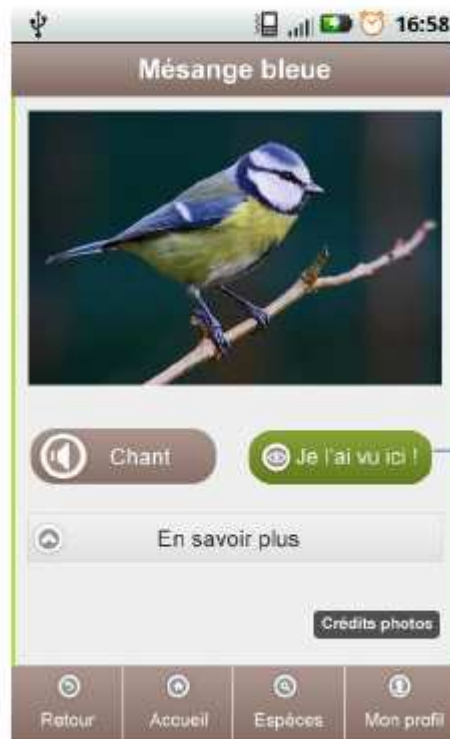 16:58
Mésange bleue
Chant
Je l'ai vu ici !
En savoir plus
Crédits photos
Retour
Accueil
Espèces
Mon profil